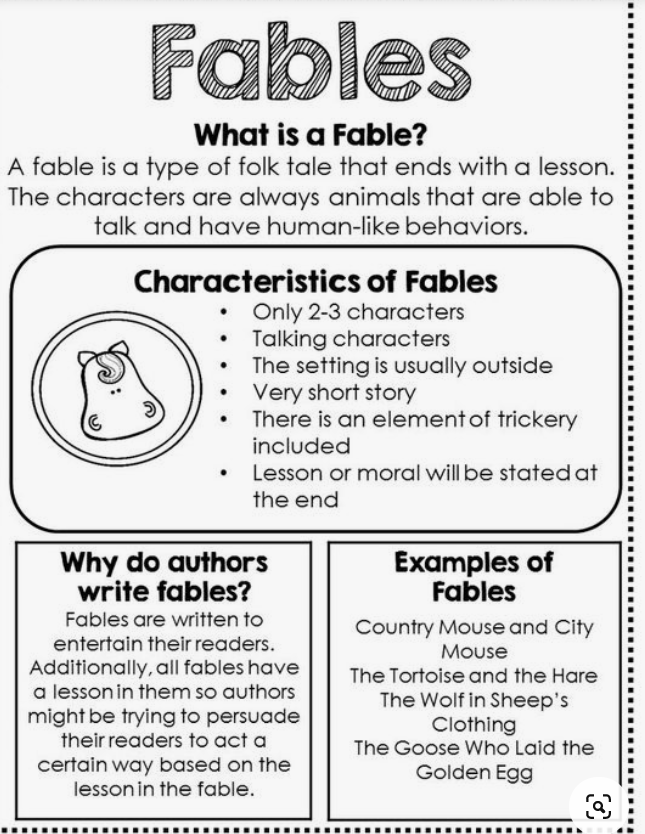 Fables
What is a Fable?
A fable is a type of folk tale that ends with a lesson.
The characters are always animals that are able to
talk and have human-like behaviors.
Characteristics of Fables
• Only 2-3 characters
• Talking characters
• The setting is usually outside
• Very short story
• There is an element of trickery
included
• Lesson or moral will be stated at
the end
Why do authors
write fables?
Fables are written to
entertain their readers.
Additionally, all fables have
a lesson in them so authors
might be trying to persuade
their readers to act a
certain way based on the
lesson in the fable.
Examples of
Fables
Country Mouse and City
Mouse
The Tortoise and the Hare
The Wolf in Sheep's
Clothing
The Goose Who Laid the
Golden Egg